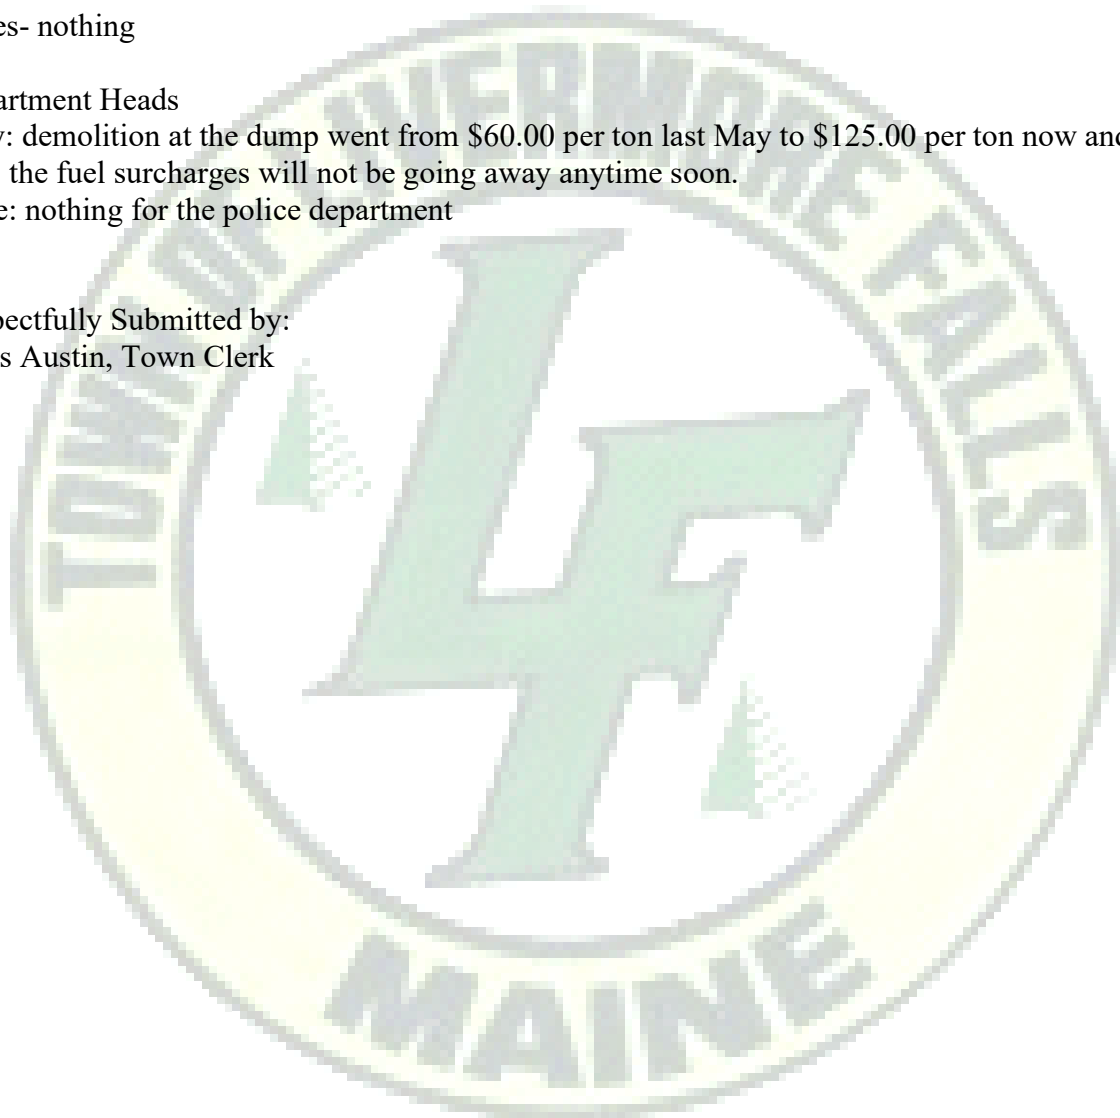 es- nothing
artment Heads
y: demolition at the dump went from $60.00 per ton last May to $125.00 per ton now and
the fuel surcharges will not be going away anytime soon.
e: nothing for the police department
pectfully Submitted by:
s Austin, Town Clerk
TOWN OF LIVERMORE FALLS
LF
MAINE